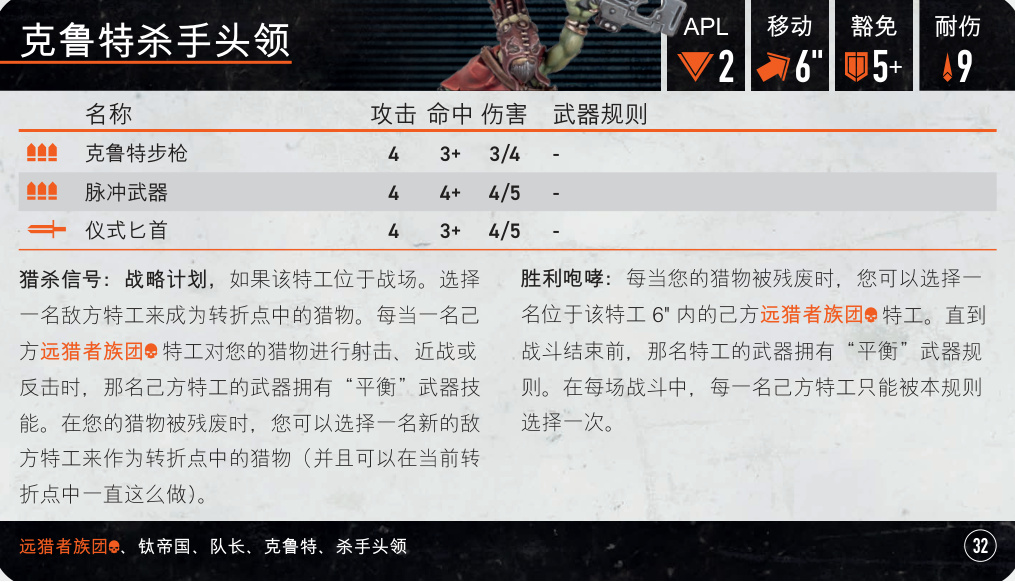 克鲁特杀手头领
APL 移动 豁免 耐伤
2 6" 5+ 9
名称 攻击 命中 伤害 武器规则
克鲁特步枪 4 3+ 3/4 -
脉冲武器 4 4+ 4/5 -
仪式匕首 4 3+ 4/5 -
猎杀信号：战略计划，如果该特工位于战场。选择
一名敌方特工来成为转折点中的猎物。每当一名己
方远猎者族团特工对您的猎物进行射击、近战或
反击时，那名己方特工的武器拥有“平衡”武器技
能。在您的猎物被残废时，您可以选择一名新的敌
方特工来作为转折点中的猎物（并且可以在当前转
折点中一直这么做）。
胜利咆哮：每当您的猎物被残废时，您可以选择一
名位于该特工 6" 内的己方远猎者族团特工。直到
战斗结束前，那名特工的武器拥有“平衡”武器规
则。在每场战斗中，每一名己方特工只能被本规则
选择一次。
远猎者族团、钛帝国、队长、克鲁特、杀手头领
32